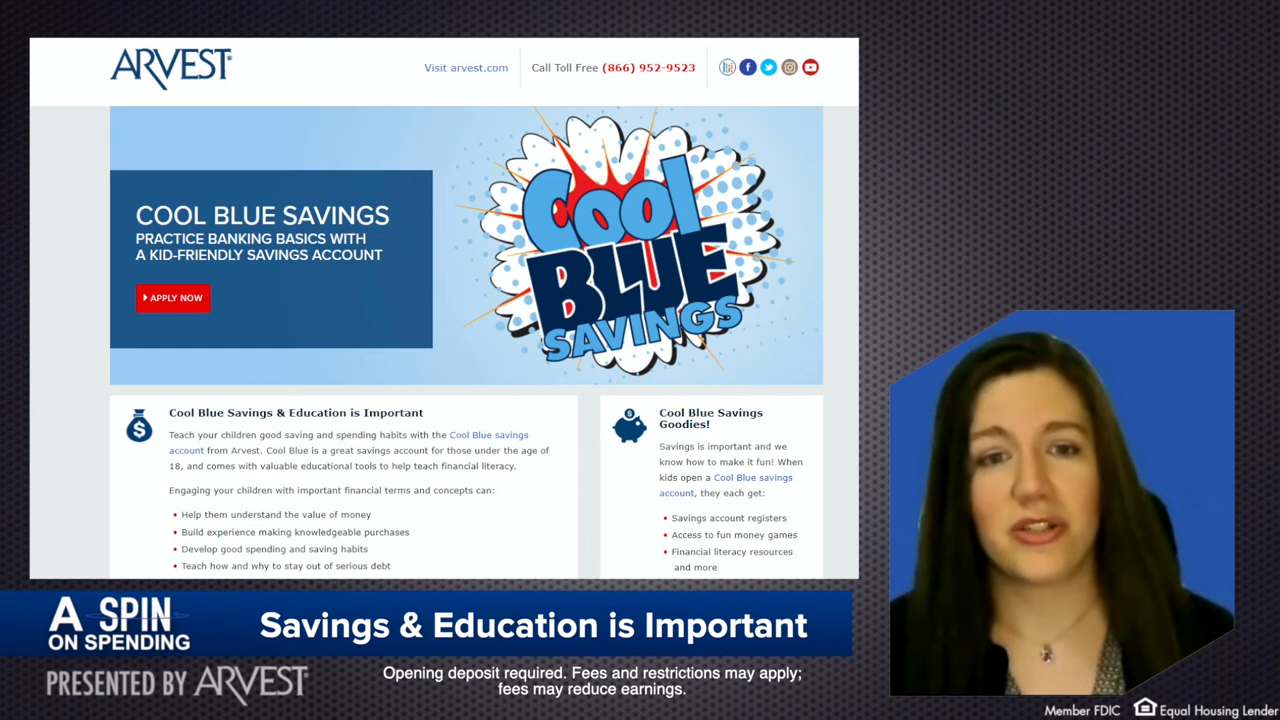 ARVEST
Visit arvest.com
Call Toll Free (866) 952-9523
COOL BLUE SAVINGS
PRACTICE BANKING BASICS WITH
A KID-FRIENDLY SAVINGS ACCOUNT
APPLY NOW
Cool
BLUE
SAVINGS
Cool Blue Savings & Education is Important
Teach your children good saving and spending habits with the Cool Blue savings
account from Arvest. Cool Blue is a great savings account for those under the age of
18, and comes with valuable educational tools to help teach financial literacy.
Engaging your children with important financial terms and concepts can:
• Help them understand the value of money
• Build experience making knowledgeable purchases
• Develop good spending and saving habits
• Teach how and why to stay out of serious debt
Cool Blue Savings
Goodies!
Savings is important and we
know how to make it fun! When
kids open a Cool Blue savings
account, they each get:
• Savings account registers
• Access to fun money games
• Financial literacy resources
and more
A SPIN
ON SPENDING
Savings & Education is Important
PRESENTED BY ARVEST
Opening deposit required. Fees and restrictions may apply;
fees may reduce earnings.
Member FDIC
Equal Housing Lender